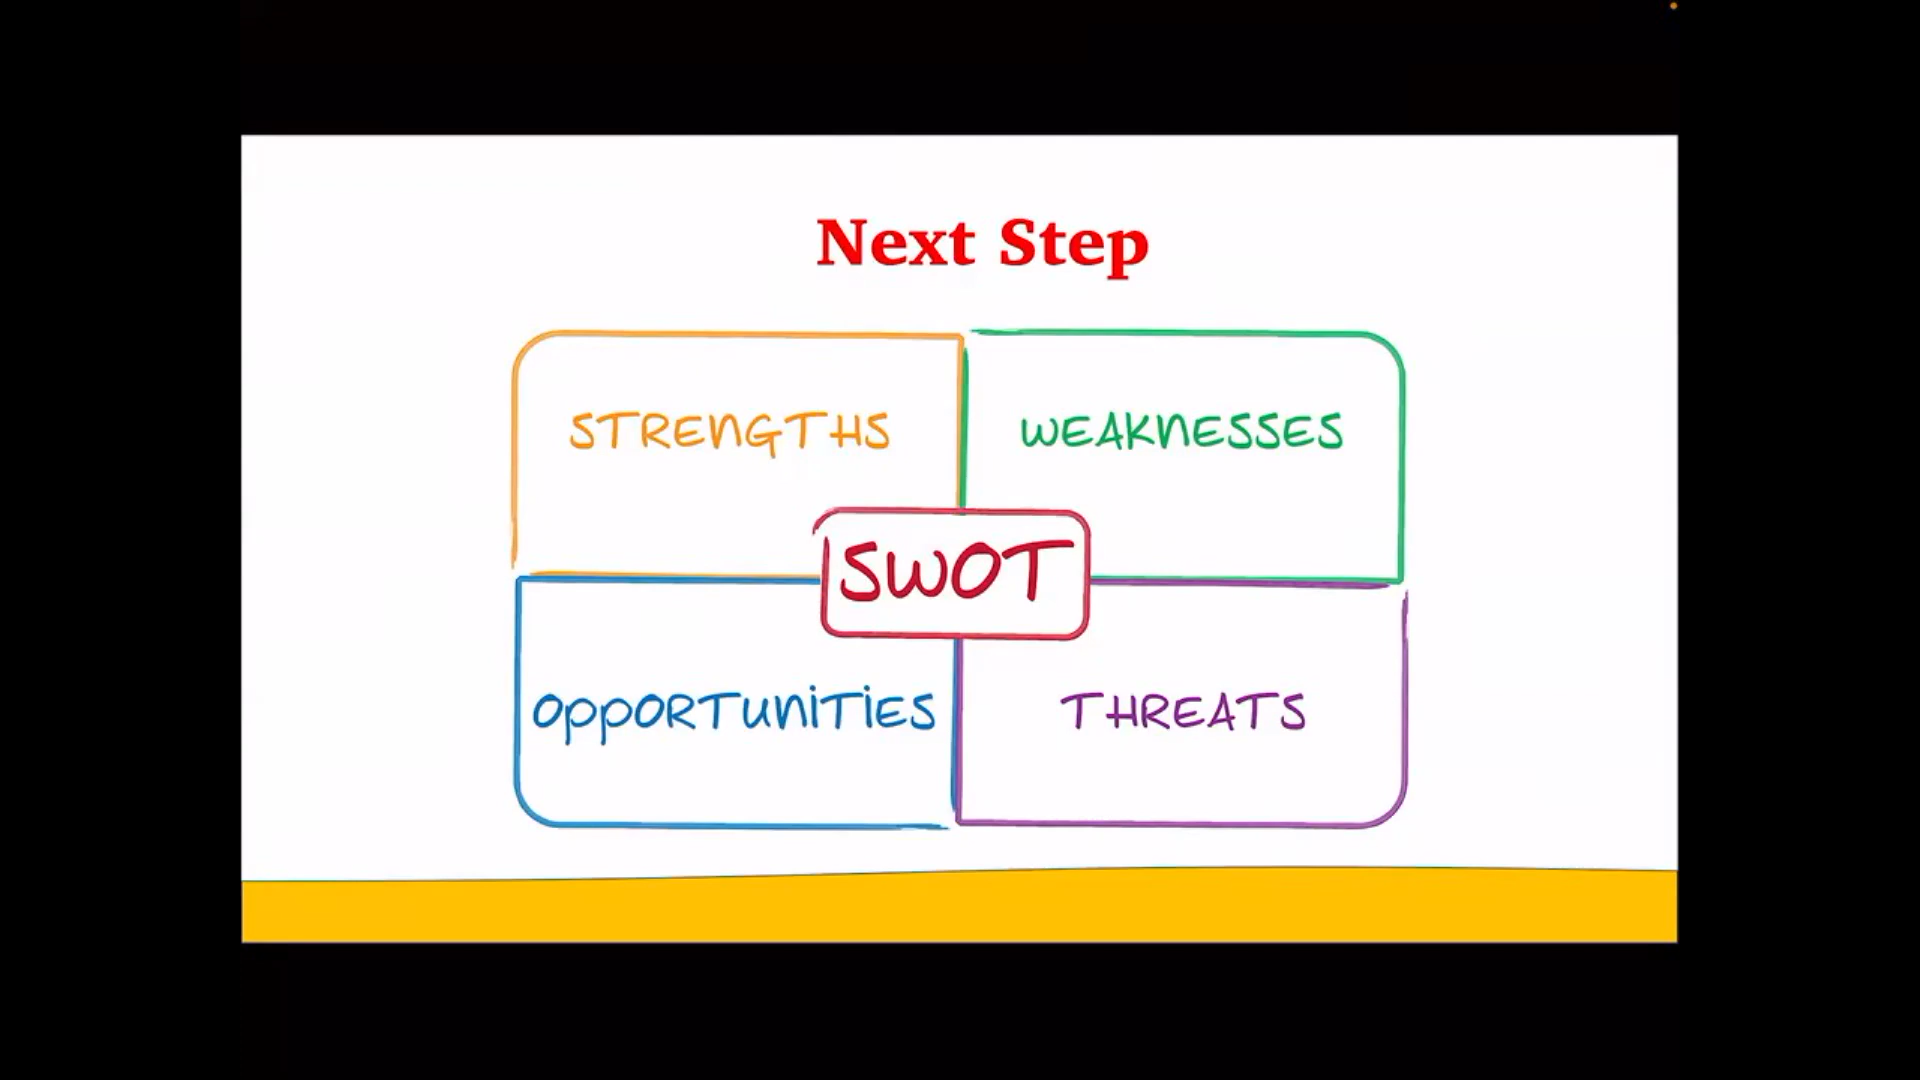 Next Step
STRENGTHS
WEAKNESSES
SWOT
OPPORTUNITIES
THREATS